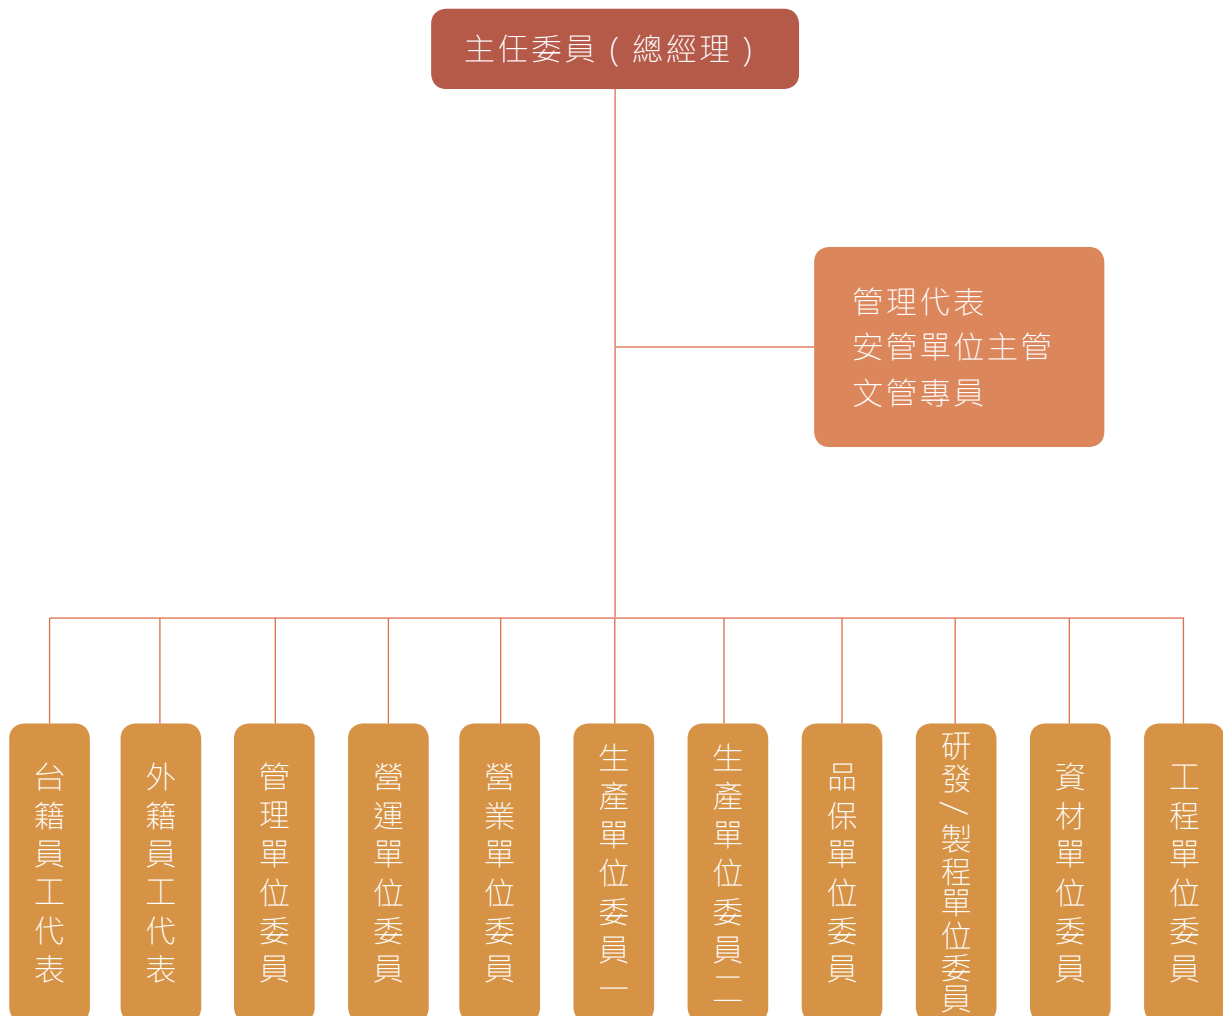 主任委員(總經理)
管理代表
安管單位主管
文管專員
台籍員工代表
外籍員工代表
管理單位委員
營運單位委員
營業單位委員
生產單位委員一
生產單位委員二
品保單位委員
研發/製程單位委員
資材單位委員
工程單位委員